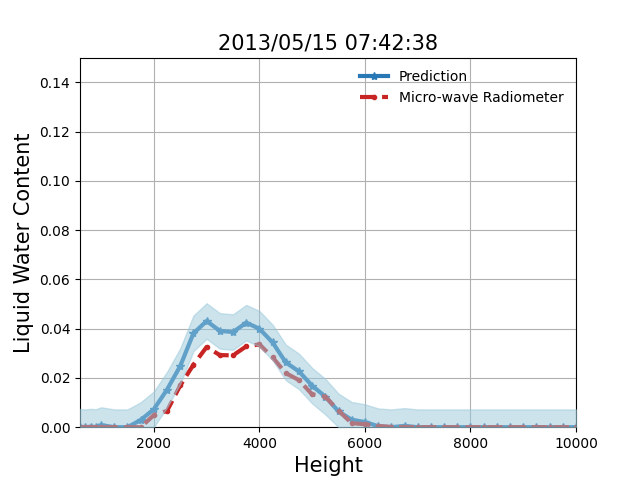 2013/05/15 07:42:38
Prediction
Micro-wave Radiometer
Liquid Water Content
0.14
0.12
0.10
0.08
0.06
0.04
0.02
0.00
2000 4000 6000 8000 10000
Height